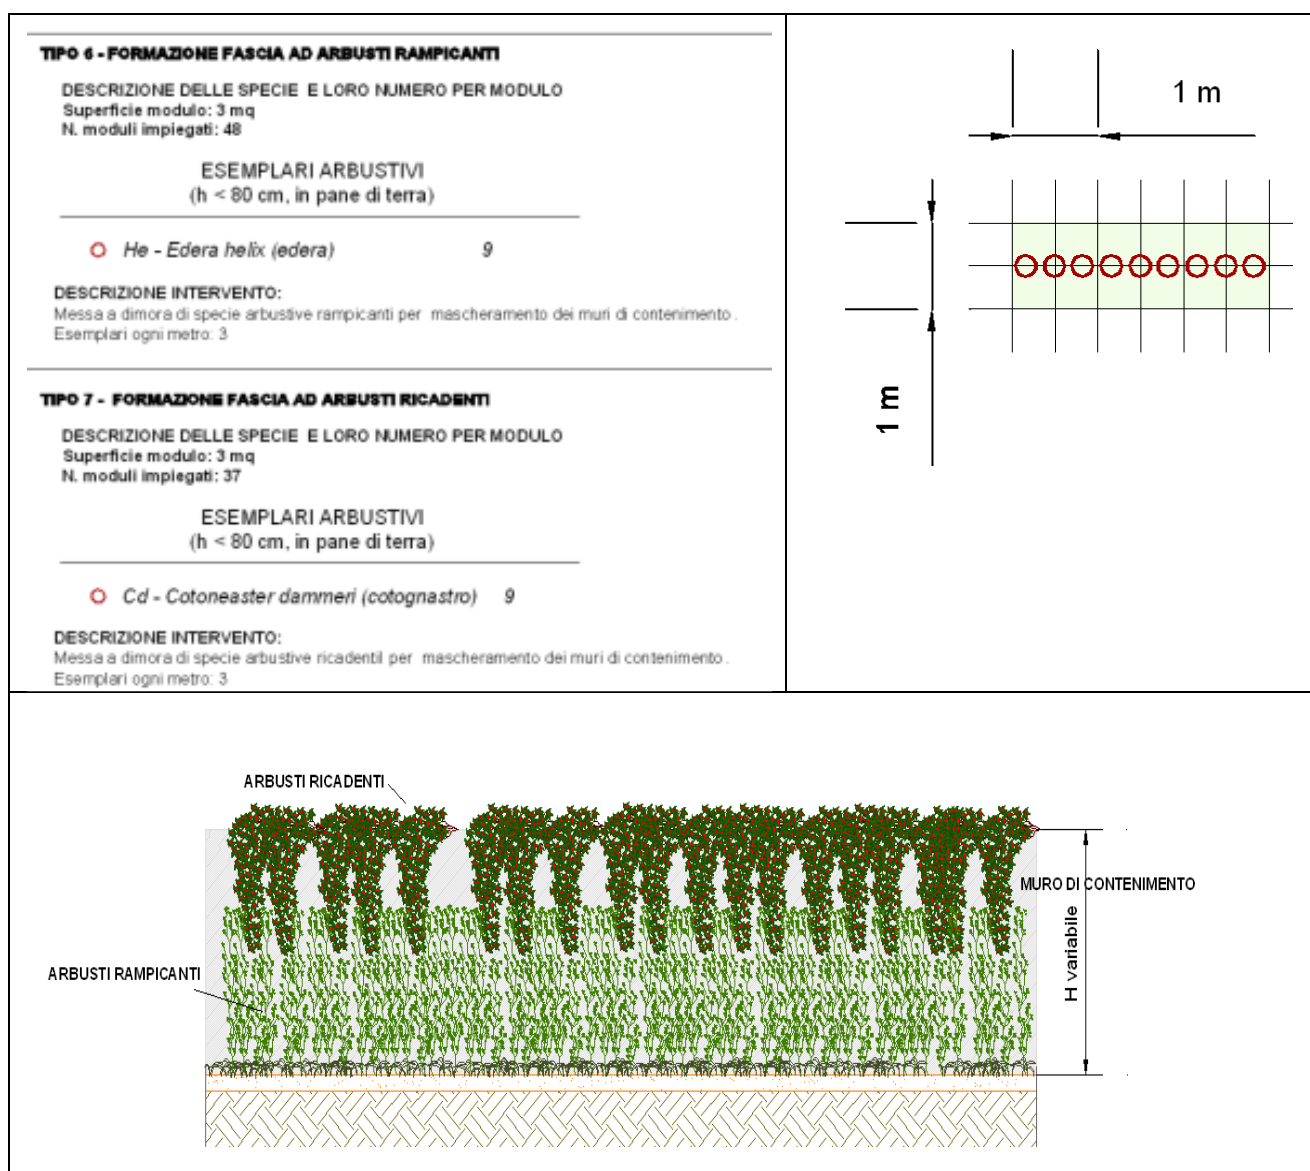 TIPO 6 - FORMAZIONE FASCIA AD ARBUSTI RAMPICANTI
DESCRIZIONE DELLE SPECIE E LORO NUMERO PER MODULO
Superficie modulo: 3 mq
N. moduli impiegati: 48
ESEMPLARI ARBUSTIVI
(h < 80 cm, in pane di terra)
He - Edera helix (edera) 9
DESCRIZIONE INTERVENTO:
Messa a dimora di specie arbustive rampicanti per mascheramento dei muri di contenimento .
Esemplari ogni metro: 3
TIPO 7 - FORMAZIONE FASCIA AD ARBUSTI RICADENTI
DESCRIZIONE DELLE SPECIE E LORO NUMERO PER MODULO
Superficie modulo: 3 mq
N. moduli impiegati: 37
ESEMPLARI ARBUSTIVI
(h < 80 cm, in pane di terra)
Cd - Cotoneaster dammeri (cotognastro) 9
DESCRIZIONE INTERVENTO:
Messa a dimora di specie arbustive ricadentil per mascheramento dei muri di contenimento .
Esemplari ogni metro: 3
1 m
1 m
ARBUSTI RICADENTI
MURO DI CONTENIMENTO
H variabile
ARBUSTI RAMPICANTI